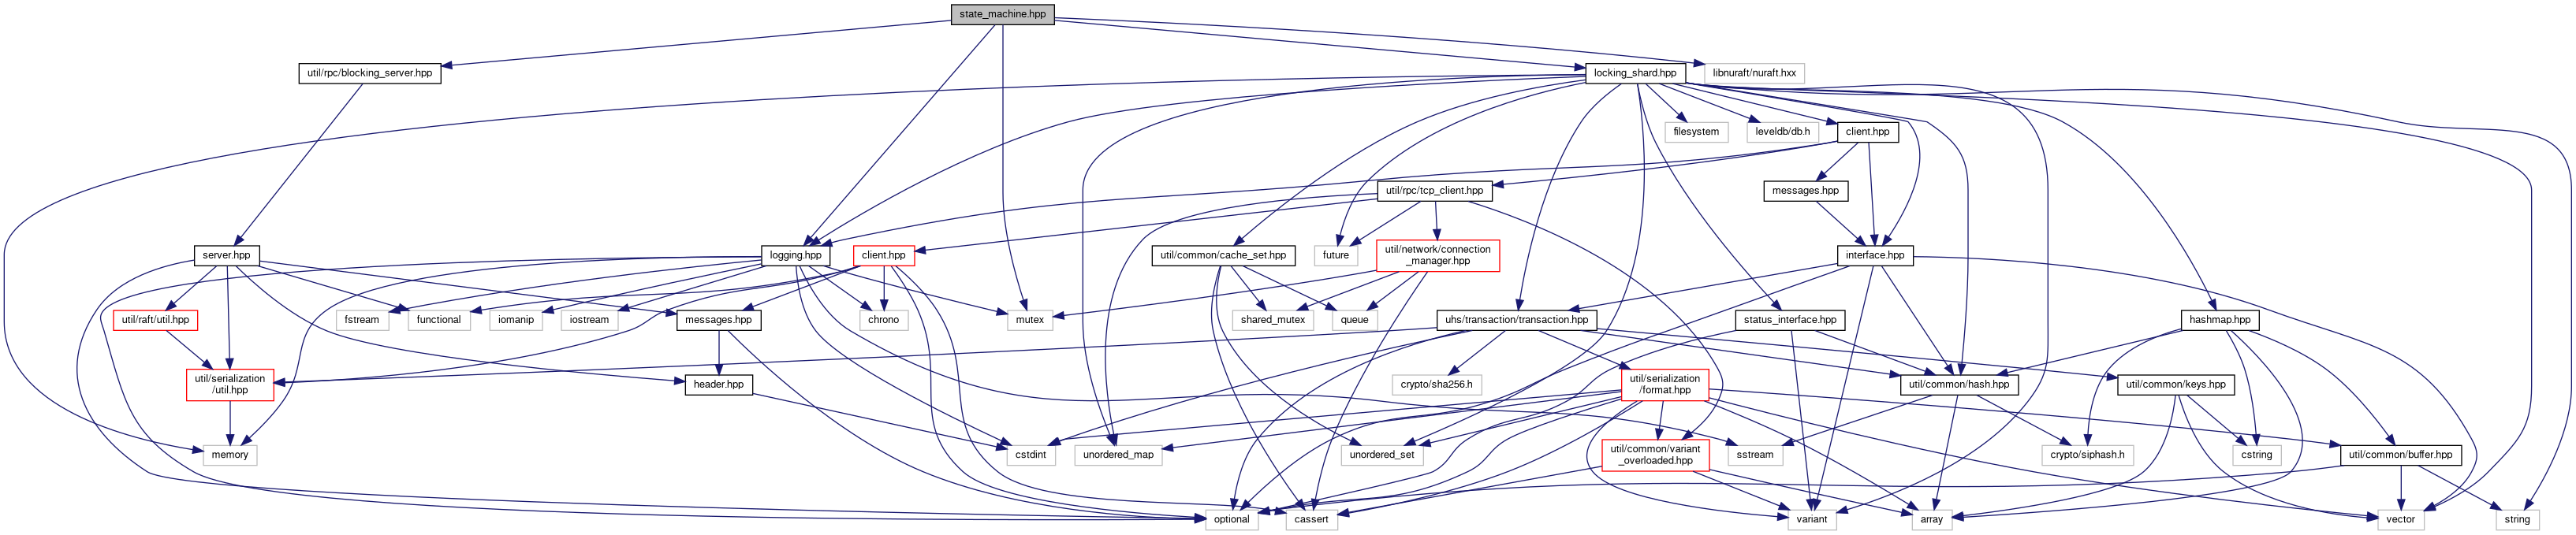 state_machine.hpp
util/rpc/blocking_server.hpp
locking_shard.hpp
libnuraft/nuraft.hxx
filesystem
leveldb/db.h
client.hpp
util/rpc/tcp_client.hpp
messages.hpp
server.hpp
logging.hpp
client.hpp
util/common/cache_set.hpp
future
util/network/connection
_manager.hpp
interface.hpp
util/raft/util.hpp
fstream
functional
iomanip
iostream
messages.hpp
chrono
mutex
shared_mutex
queue
uhs/transaction/transaction.hpp
status_interface.hpp
hashmap.hpp
util/serialization
/util.hpp
header.hpp
crypto/sha256.h
util/serialization
/format.hpp
util/common/hash.hpp
util/common/keys.hpp
memory
cstdint
unordered_map
unordered_set
util/common/variant
_overloaded.hpp
sstream
crypto/siphash.h
cstring
util/common/buffer.hpp
optional
cassert
variant
array
vector
string